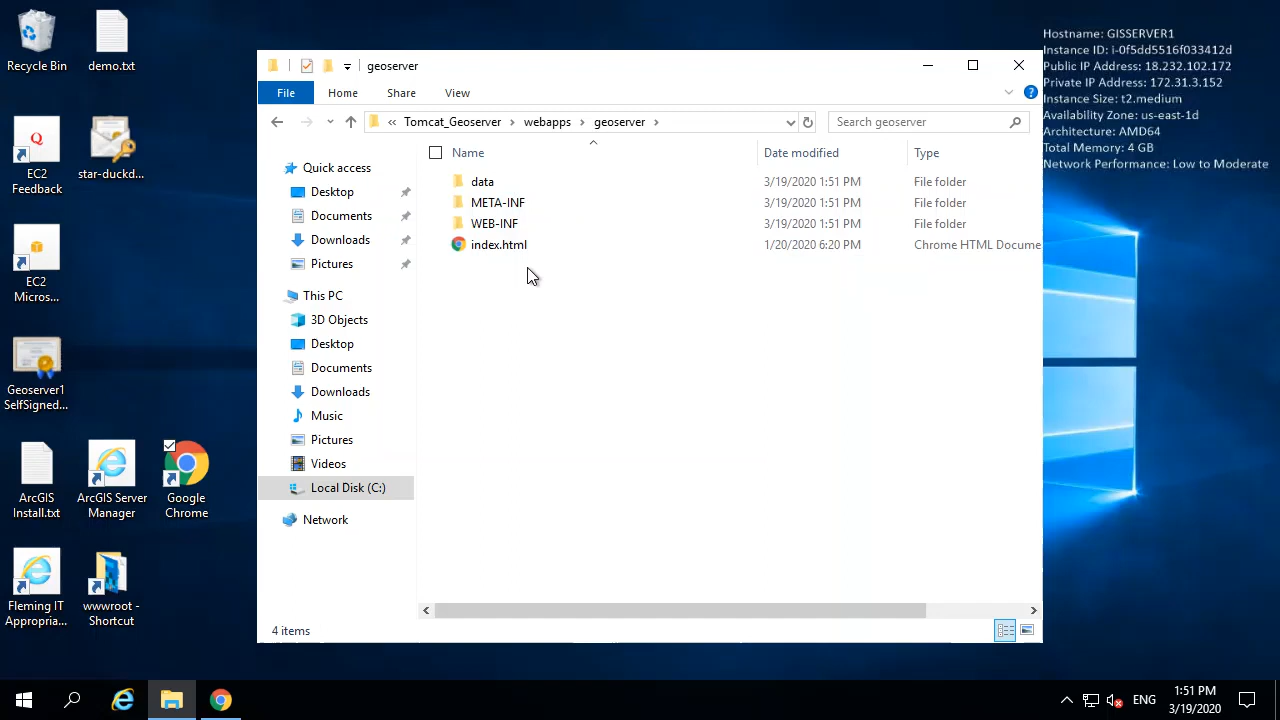 Recycle Bin
demo.txt
EC2
Feedback
star-duckd...
EC2
Micros...
Geoserver1
SelfSigned...
ArcGIS
Install.txt
ArcGIS Server
Manager
Google
Chrome
Fleming IT
Appropria...
wwwroot -
Shortcut
geoserver
File
Home
Share
View
« Tomcat_Geoserver > webapps > geoserver >
Search geoserver
Quick access
Desktop
Documents
Downloads
Pictures
This PC
3D Objects
Desktop
Documents
Downloads
Music
Pictures
Videos
Local Disk (C:)
Network
Name
Date modified
Type
data
3/19/2020 1:51 PM
File folder
META-INF
3/19/2020 1:51 PM
File folder
WEB-INF
3/19/2020 1:51 PM
File folder
index.html
1/20/2020 6:20 PM
Chrome HTML Docume
4 items
Hostname: GISSERVER1
Instance ID: i-0f5dd5516f033412d
Public IP Address: 18.232.102.172
Private IP Address: 172.31.3.152
Instance Size: t2.medium
Availability Zone: us-east-1d
Architecture: AMD64
Total Memory: 4 GB
Network Performance: Low to Moderate
ENG
1:51 PM
3/19/2020